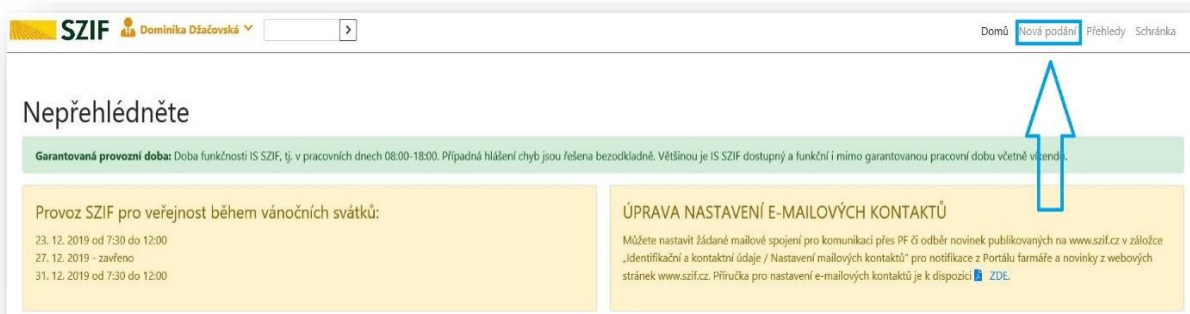 SZIF Dominika Džačovská
Domů Nová podání Přehledy Schránka
Nepřehlédněte
Garantovaná provozní doba: Doba funkčnosti IS SZIF, tj. v pracovních dnech 08:00-18:00. Případná hlášení chyb jsou řešena bezodkladně. Většinou je IS SZIF dostupný a funkční i mimo garantovanou pracovní dobu včetně víkendu.
Provoz SZIF pro veřejnost během vánočních svátků:
23. 12. 2019 od 7:30 do 12:00
27. 12. 2019 - zavřeno
31. 12. 2019 od 7:30 do 12:00
ÚPRAVA NASTAVENÍ E-MAILOVÝCH KONTAKTŮ
Můžete nastavit žádané mailové spojení pro komunikaci přes PF či odběr novinek publikovaných na www.szif.cz v záložce
„Identifikační a kontaktní údaje / Nastavení mailových kontaktů" pro notifikace z Portálu farmáře a novinky z webových
stránek www.szif.cz. Příručka pro nastavení e-mailových kontaktů je k dispozici ZDE.